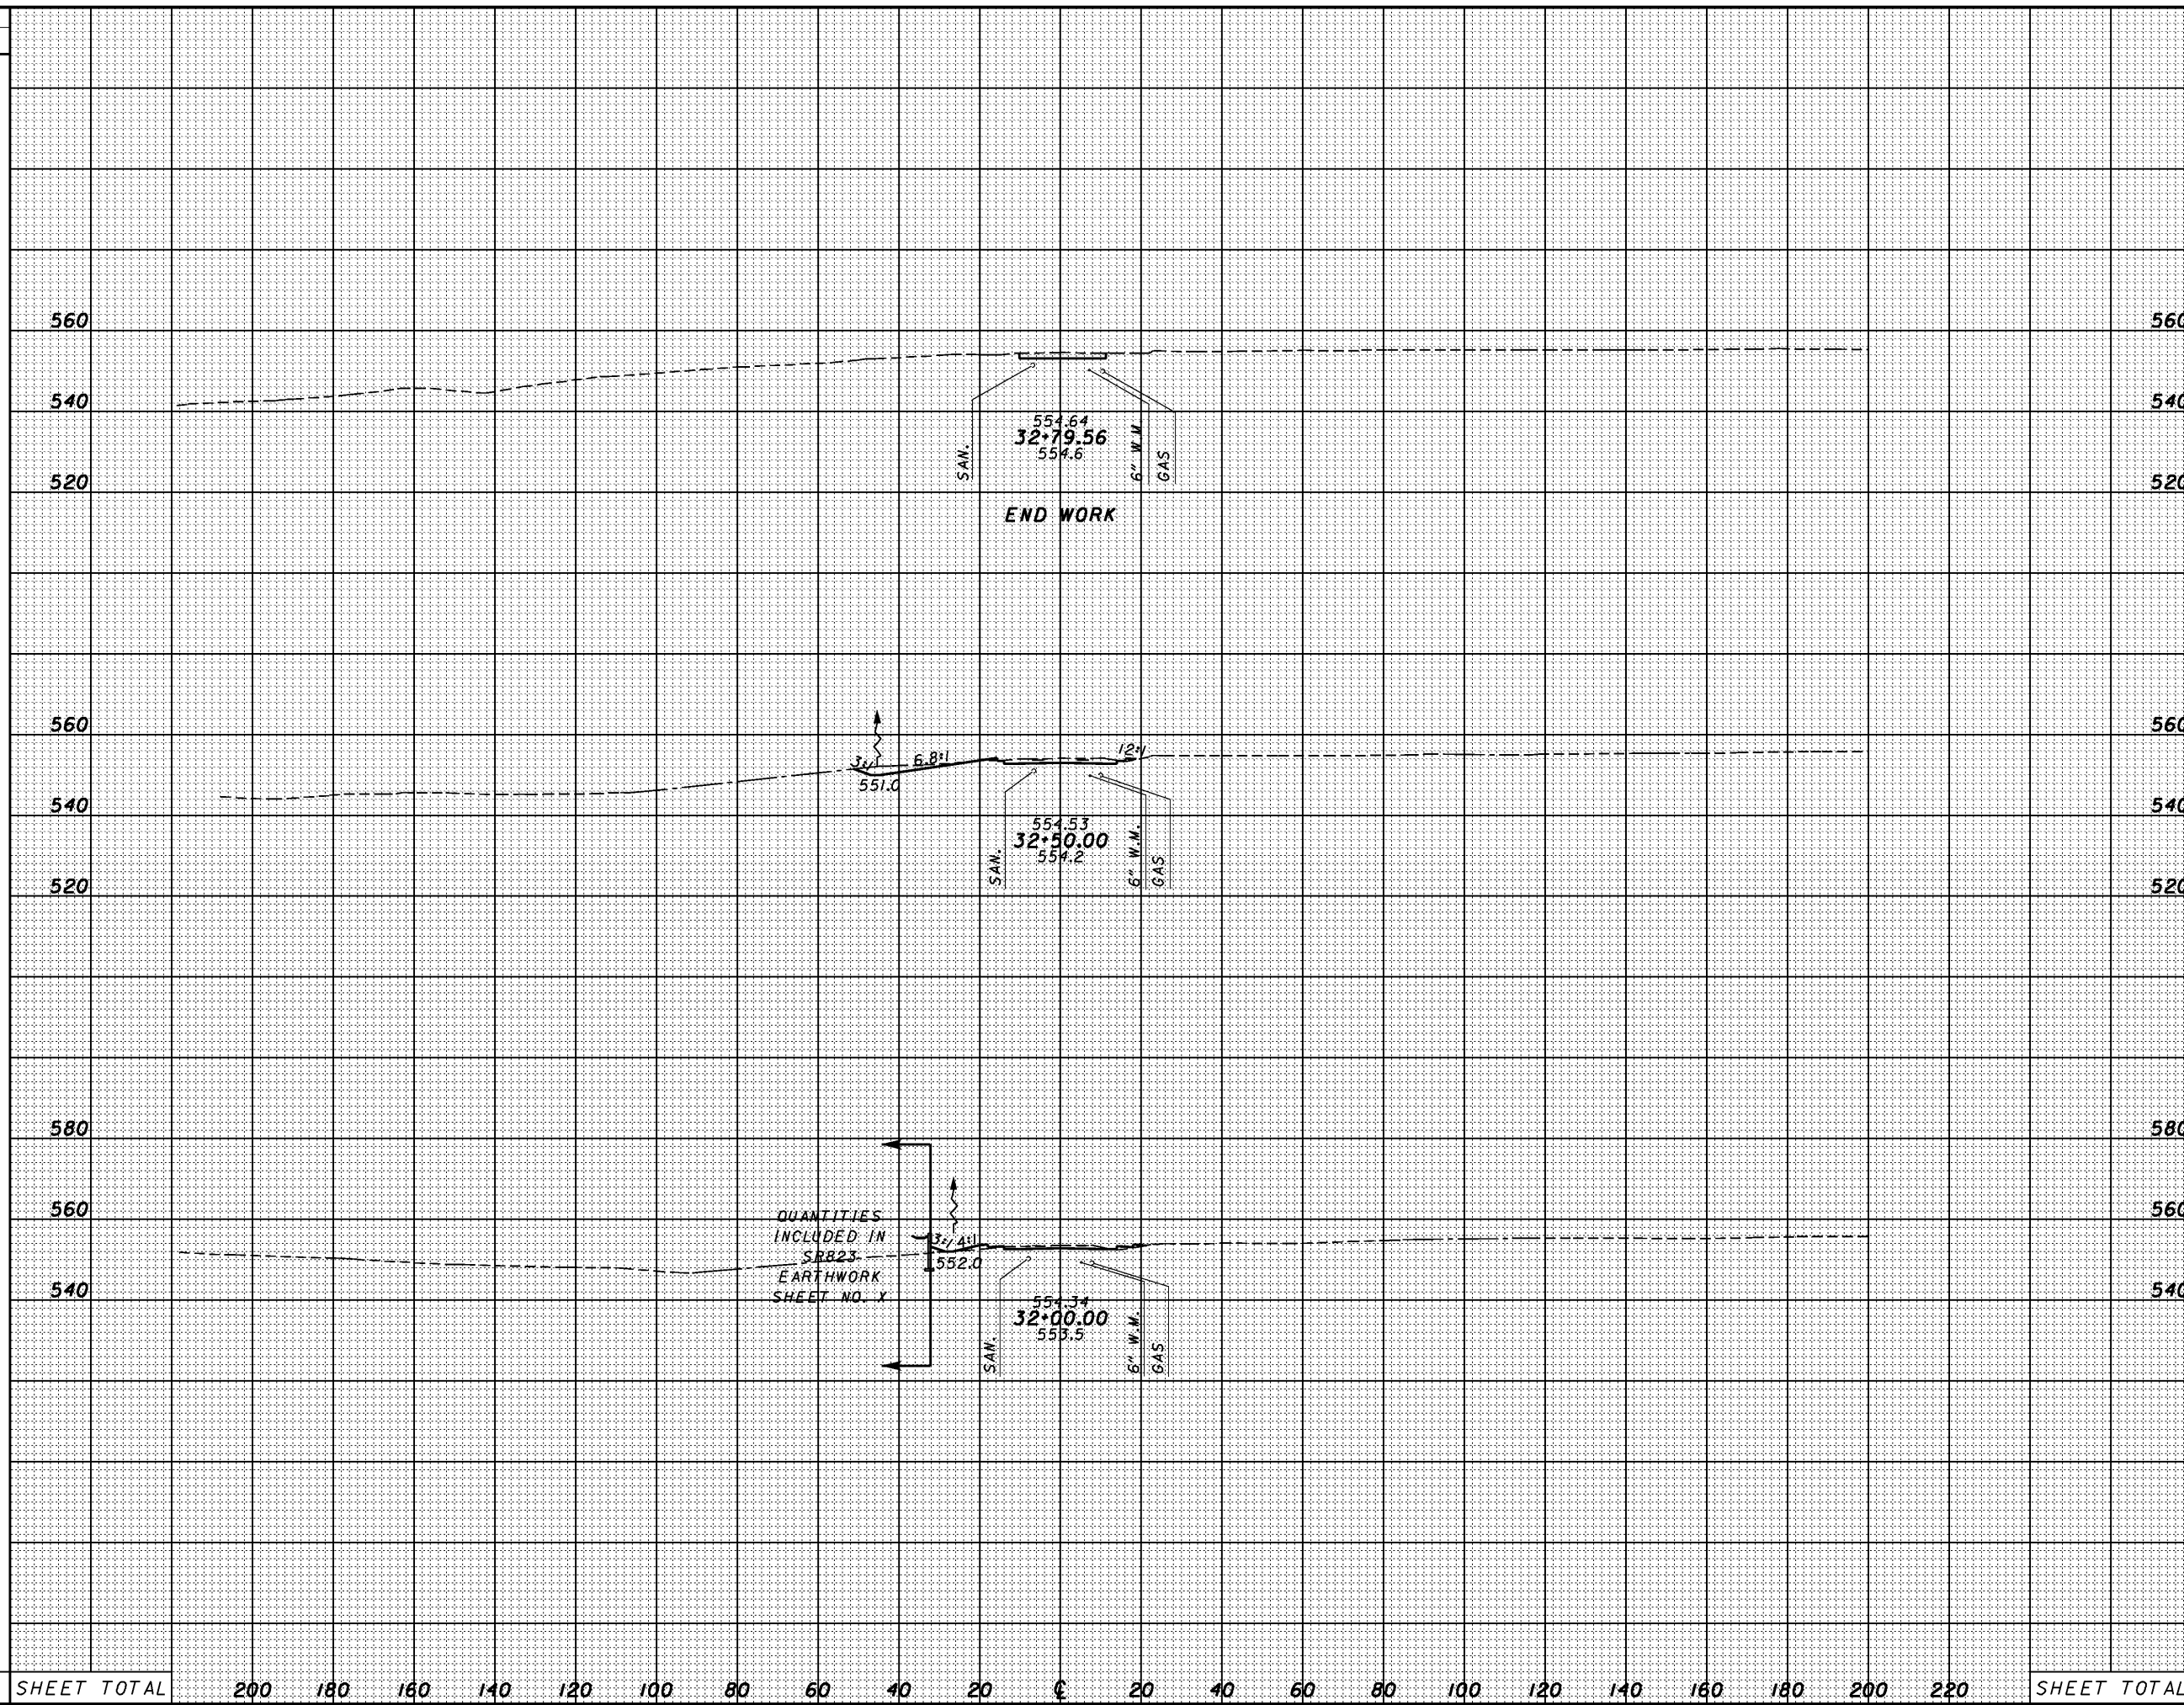 560 560
540 540
554.64
32+79.56
554.6
SAN.
6" W.M.
GAS
520 520
END WORK
560 560
3:1
6.8:1
12:1
551.0
540 540
554.53
32+50.00
554.2
SAN.
6" W.M.
GAS
520 520
580 580
560 560
QUANTITIES
INCLUDED IN
SR823
EARTHWORK
SHEET NO. X
3:1
4:1
552.0
540 540
554.34
32+00.00
553.5
SAN.
6" W.M.
GAS
SHEET TOTAL 200 180 160 140 120 100 80 60 40 20 ℄ 20 40 60 80 100 120 140 160 180 200 220 SHEET TOTAL